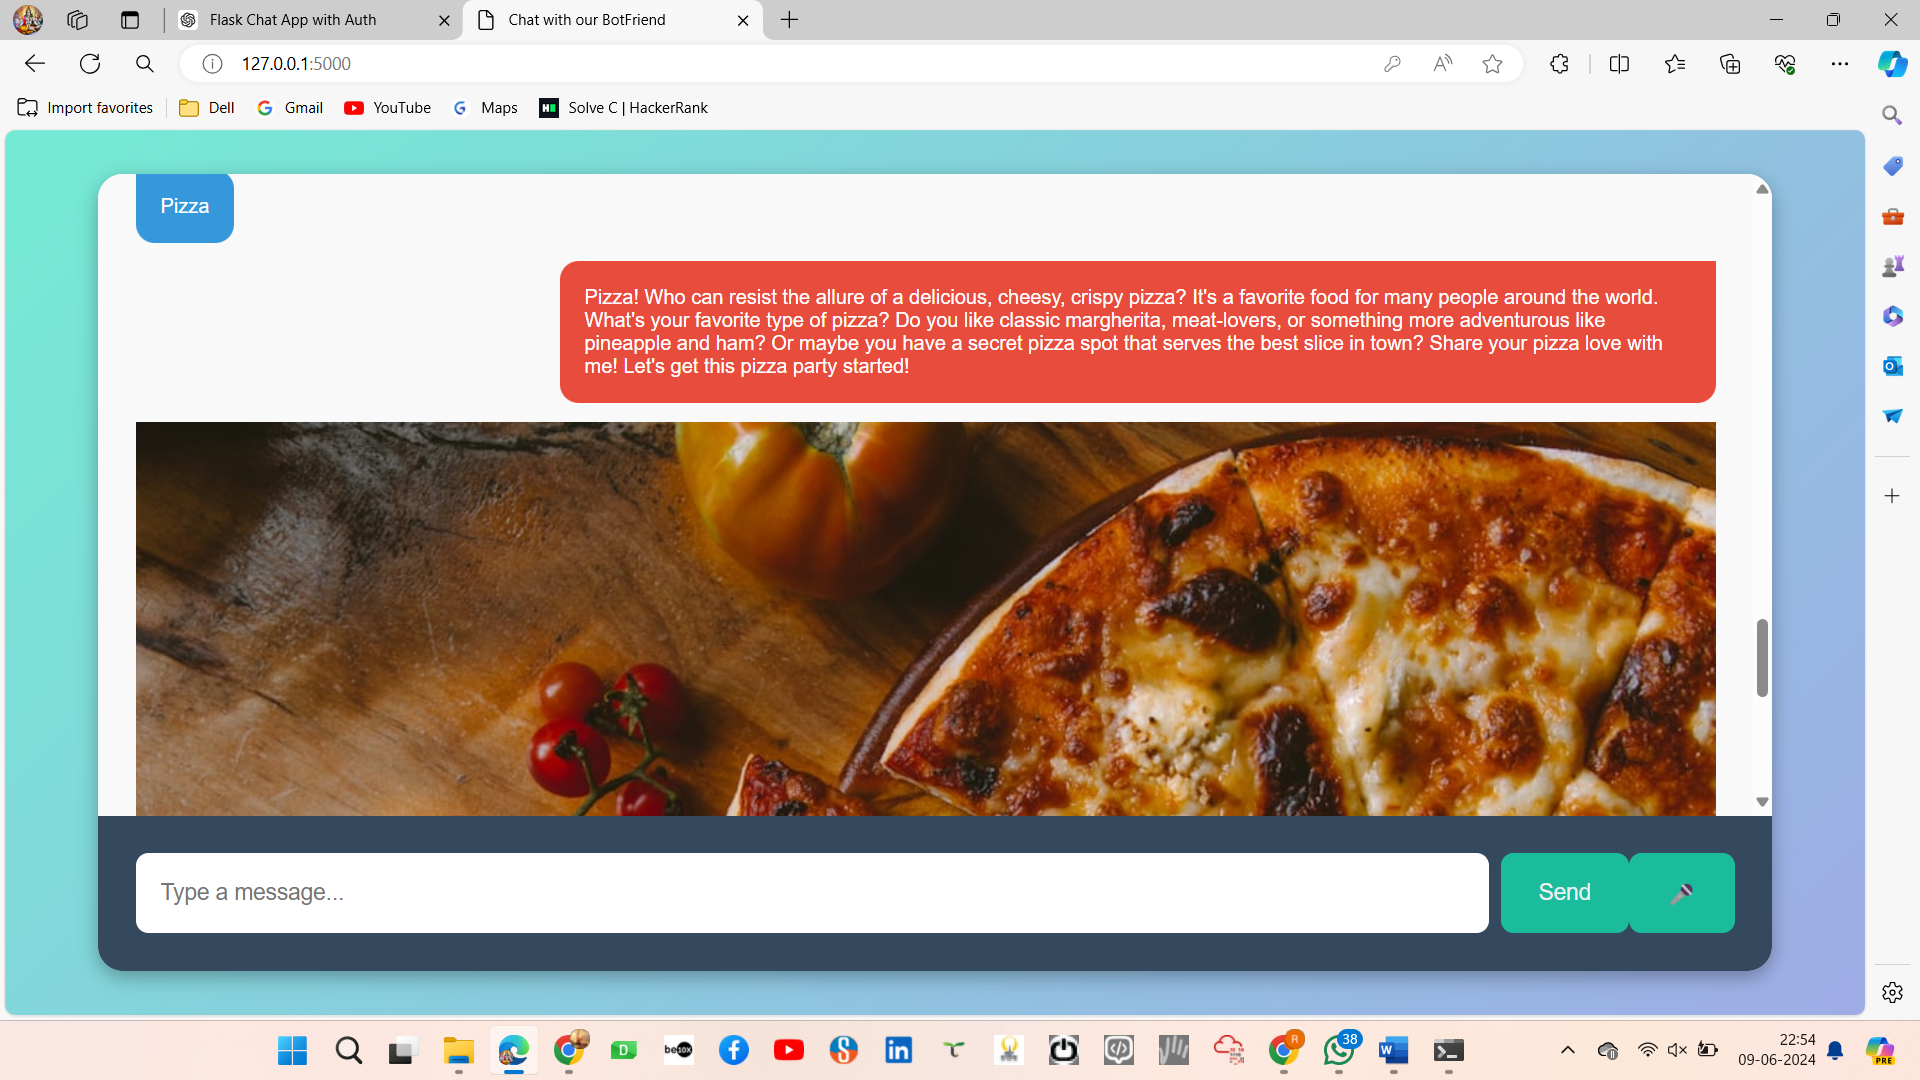 Flask Chat App with Auth
Chat with our BotFriend
127.0.0.1:5000
Import favorites
Dell
Gmail
YouTube
Maps
Solve C | HackerRank
Pizza
Pizza! Who can resist the allure of a delicious, cheesy, crispy pizza? It's a favorite food for many people around the world.
What's your favorite type of pizza? Do you like classic margherita, meat-lovers, or something more adventurous like
pineapple and ham? Or maybe you have a secret pizza spot that serves the best slice in town? Share your pizza love with
me! Let's get this pizza party started!
Type a message...
Send
be10x
38
22:54
09-06-2024
PRE